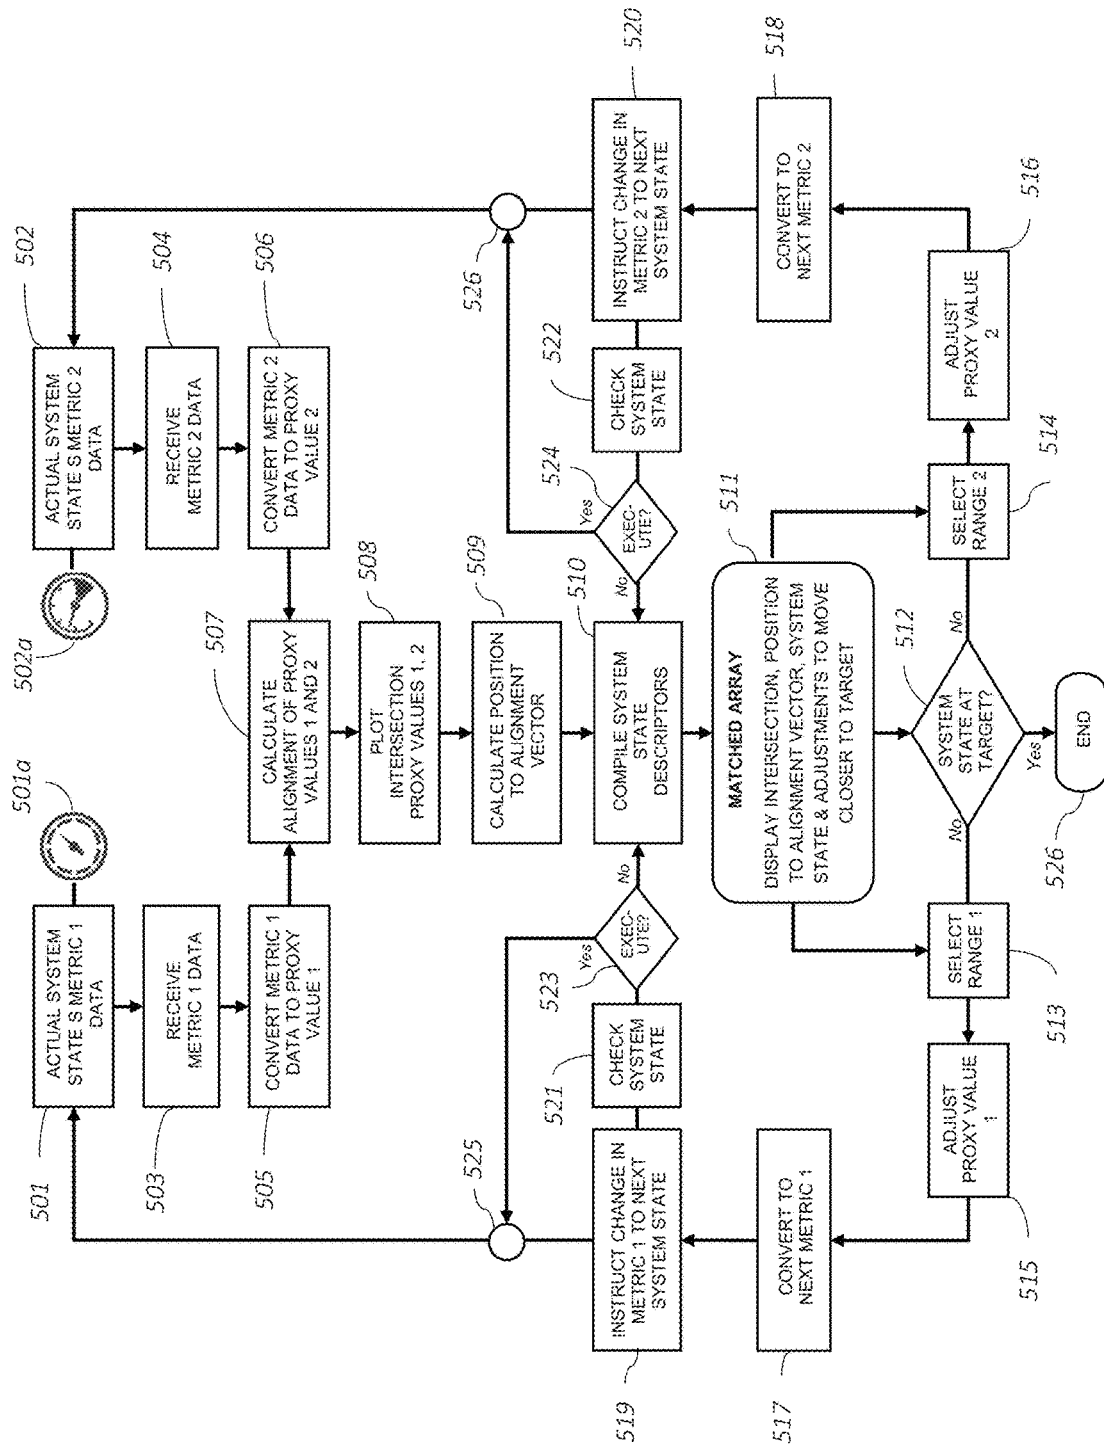 501
501a
ACTUAL SYSTEM
STATE S METRIC 1
DATA
502a
ACTUAL SYSTEM
STATE S METRIC 2
DATA
502
503
RECEIVE
METRIC 1 DATA
RECEIVE
METRIC 2 DATA
504
505
CONVERT METRIC 1
DATA TO PROXY
VALUE 1
507
CALCULATE
ALIGNMENT OF PROXY
VALUES 1 AND 2
CONVERT METRIC 2
DATA TO PROXY
VALUE 2
506
PLOT
INTERSECTION
PROXY VALUES 1, 2
508
CALCULATE POSITION
TO ALIGNMENT
VECTOR
509
525
526
519
INSTRUCT CHANGE IN
METRIC 1 TO NEXT
SYSTEM STATE
521
CHECK
SYSTEM
STATE
523
EXEC-
UTE?
Yes
No
COMPILE SYSTEM
STATE
DESCRIPTORS
510
No
Yes
EXEC-
UTE?
524
CHECK
SYSTEM
STATE
522
INSTRUCT CHANGE IN
METRIC 2 TO NEXT
SYSTEM STATE
520
517
CONVERT TO
NEXT METRIC 1
MATCHED ARRAY
DISPLAY INTERSECTION, POSITION
TO ALIGNMENT VECTOR, SYSTEM
STATE & ADJUSTMENTS TO MOVE
CLOSER TO TARGET
511
CONVERT TO
NEXT METRIC 2
518
515
ADJUST
PROXY VALUE
1
513
SELECT
RANGE 1
No
SYSTEM
STATE AT
TARGET?
512
No
Yes
SELECT
RANGE 2
514
ADJUST
PROXY VALUE
2
516
526
END